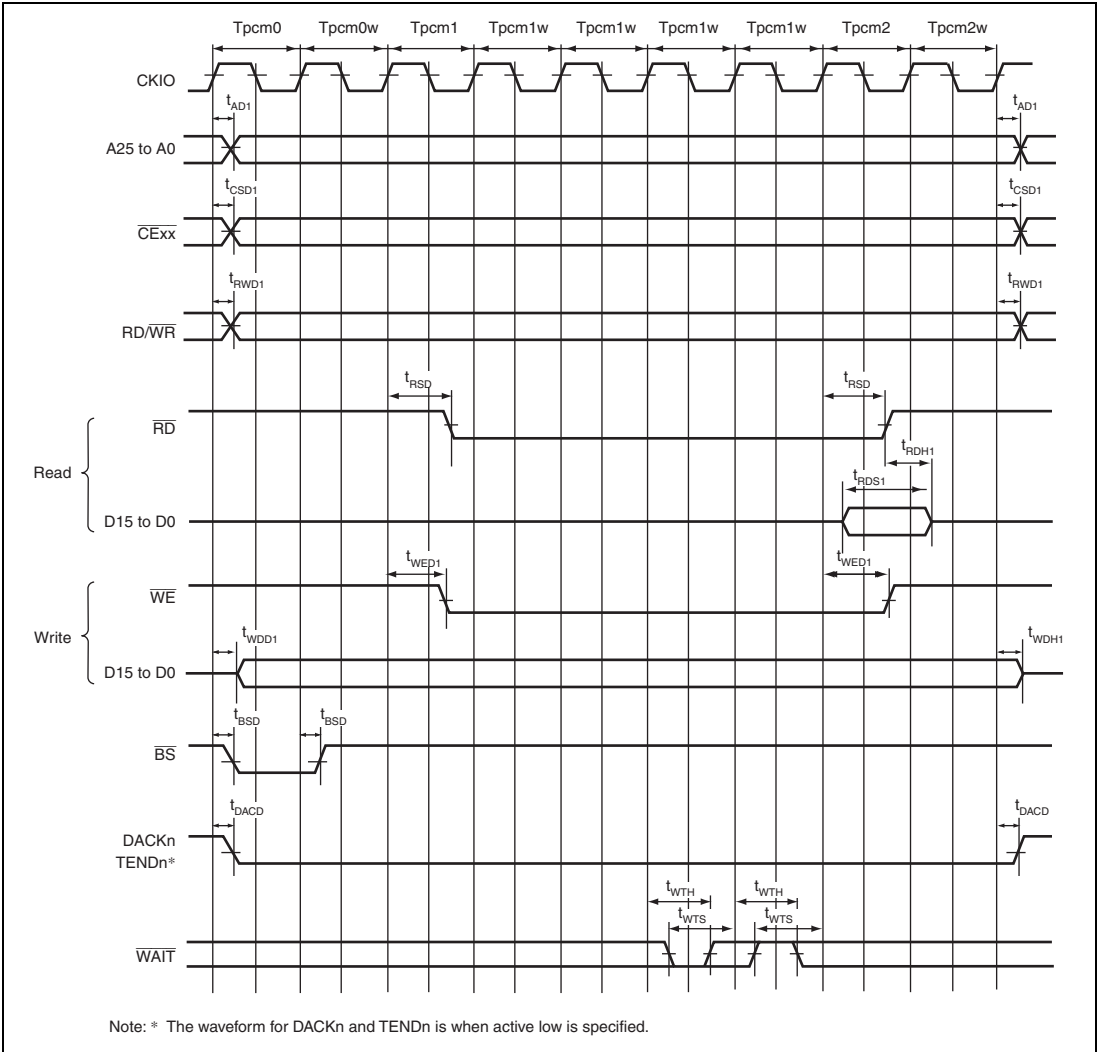 Tpcm0 Tpcm0w Tpcm1 Tpcm1w Tpcm1w Tpcm1w Tpcm1w Tpcm2 Tpcm2w
CKIO
tAD1 tAD1
A25 to A0
tCSD1 tCSD1
CExx
tRWD1 tRWD1
RD/WR
tRSD tRSD
RD
tRDH1
Read
tRDS1
D15 to D0
tWED1 tWED1
WE
Write
tWDD1 tWDH1
D15 to D0
tBSD tBSD
BS
tDACD tDACD
DACKn
TENDn*
tWTH tWTH
tWTS tWTS
WAIT
Note: * The waveform for DACKn and TENDn is when active low is specified.